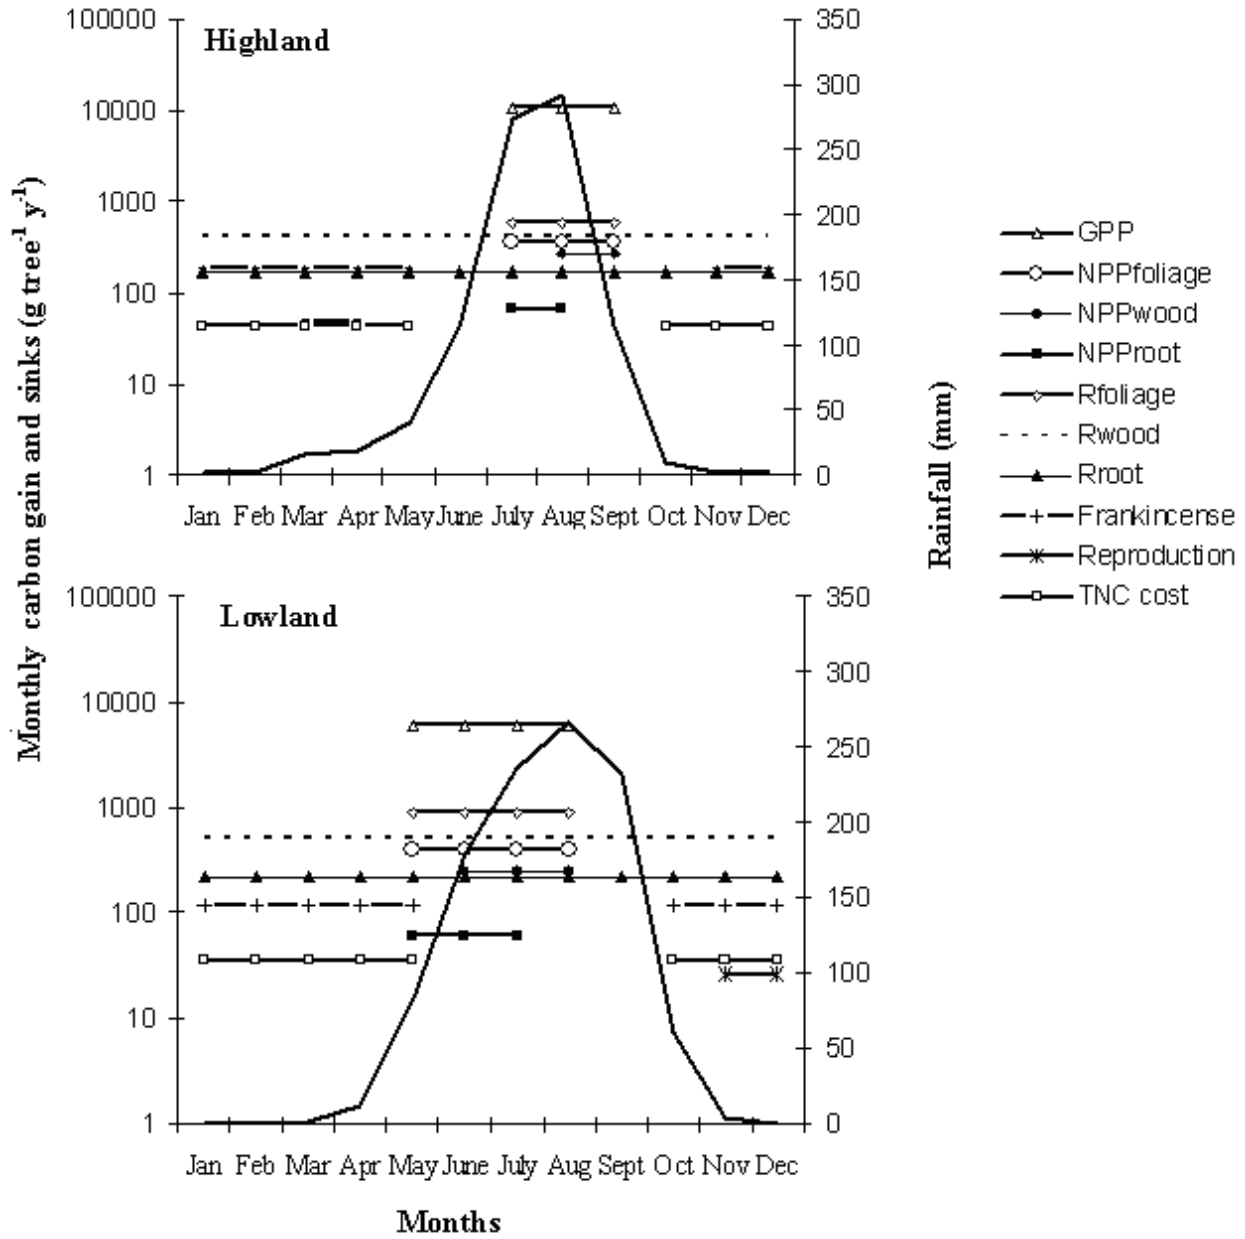 Highland
100000
10000
1000
100
10
1
350
300
250
200
150
100
50
0
Jan Feb Mar Apr May June July Aug Sept Oct Nov Dec
Monthly carbon gain and sinks (g tree⁻¹ y⁻¹)
Rainfall (mm)
GPP
NPPfoliage
NPPwood
NPProot
Rfoliage
Rwood
Rroot
Frankincense
Reproduction
TNC cost
Lowland
100000
10000
1000
100
10
1
350
300
250
200
150
100
50
0
Jan Feb Mar Apr May June July Aug Sept Oct Nov Dec
Months